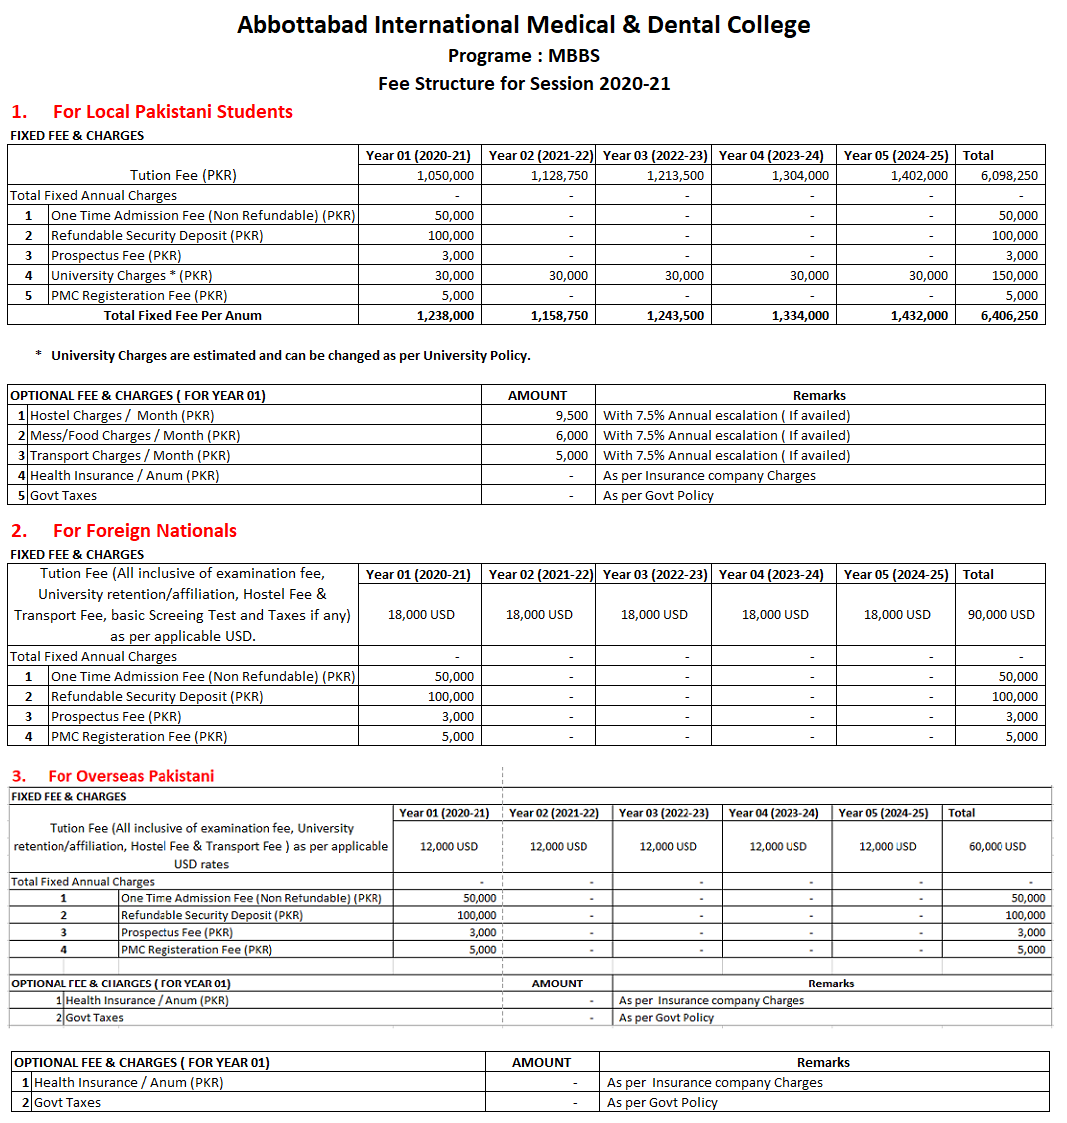 Abbottabad International Medical & Dental College
Programe : MBBS
Fee Structure for Session 2020-21
1. For Local Pakistani Students
FIXED FEE & CHARGES
Year 01 (2020-21) Year 02 (2021-22) Year 03 (2022-23) Year 04 (2023-24) Year 05 (2024-25) Total
Tution Fee (PKR) 1,050,000 1,128,750 1,213,500 1,304,000 1,402,000 6,098,250
Total Fixed Annual Charges - - - - - -
1 One Time Admission Fee (Non Refundable) (PKR) 50,000 - - - - 50,000
2 Refundable Security Deposit (PKR) 100,000 - - - - 100,000
3 Prospectus Fee (PKR) 3,000 - - - - 3,000
4 University Charges * (PKR) 30,000 30,000 30,000 30,000 30,000 150,000
5 PMC Registeration Fee (PKR) 5,000 - - - - 5,000
Total Fixed Fee Per Anum 1,238,000 1,158,750 1,243,500 1,334,000 1,432,000 6,406,250
* University Charges are estimated and can be changed as per University Policy.
OPTIONAL FEE & CHARGES ( FOR YEAR 01) AMOUNT Remarks
1 Hostel Charges / Month (PKR) 9,500 With 7.5% Annual escalation ( If availed)
2 Mess/Food Charges / Month (PKR) 6,000 With 7.5% Annual escalation ( If availed)
3 Transport Charges / Month (PKR) 5,000 With 7.5% Annual escalation ( If availed)
4 Health Insurance / Anum (PKR) - As per Insurance company Charges
5 Govt Taxes - As per Govt Policy
2. For Foreign Nationals
FIXED FEE & CHARGES
Tution Fee (All inclusive of examination fee, Year 01 (2020-21) Year 02 (2021-22) Year 03 (2022-23) Year 04 (2023-24) Year 05 (2024-25) Total
University retention/affiliation, Hostel Fee &
Transport Fee, basic Screeing Test and Taxes if any) 18,000 USD 18,000 USD 18,000 USD 18,000 USD 18,000 USD 90,000 USD
as per applicable USD.
Total Fixed Annual Charges - - - - - -
1 One Time Admission Fee (Non Refundable) (PKR) 50,000 - - - - 50,000
2 Refundable Security Deposit (PKR) 100,000 - - - - 100,000
3 Prospectus Fee (PKR) 3,000 - - - - 3,000
4 PMC Registeration Fee (PKR) 5,000 - - - - 5,000
3. For Overseas Pakistani
FIXED FEE & CHARGES
Year 01 (2020-21) Year 02 (2021-22) Year 03 (2022-23) Year 04 (2023-24) Year 05 (2024-25) Total
Tution Fee (All inclusive of examination fee, University
retention/affiliation, Hostel Fee & Transport Fee ) as per applicable 12,000 USD 12,000 USD 12,000 USD 12,000 USD 12,000 USD 60,000 USD
USD rates
Total Fixed Annual Charges - - - - - -
1 One Time Admission Fee (Non Refundable) (PKR) 50,000 - - - - 50,000
2 Refundable Security Deposit (PKR) 100,000 - - - - 100,000
3 Prospectus Fee (PKR) 3,000 - - - - 3,000
4 PMC Registeration Fee (PKR) 5,000 - - - - 5,000
OPTIONAL FEE & CHARGES ( FOR YEAR 01) AMOUNT Remarks
1 Health Insurance / Anum (PKR) - As per Insurance company Charges
2 Govt Taxes - As per Govt Policy
OPTIONAL FEE & CHARGES ( FOR YEAR 01) AMOUNT Remarks
1 Health Insurance / Anum (PKR) - As per Insurance company Charges
2 Govt Taxes - As per Govt Policy